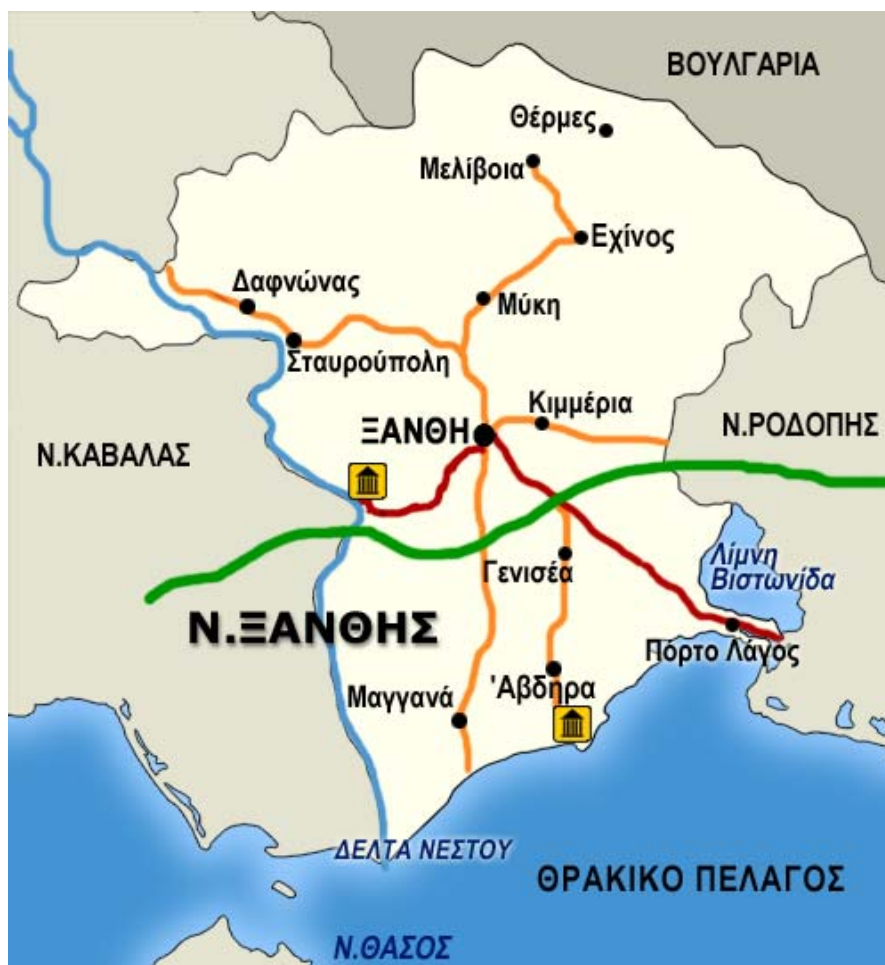 ΒΟΥΛΓΑΡΙΑ
Θέρμες
Μελίβοια
Εχίνος
Δαφνώνας
Μύκη
Σταυρούπολη
Κιμμέρια
ΞΑΝΘΗ
Ν.ΡΟΔΟΠΗΣ
Ν.ΚΑΒΑΛΑΣ
Λίμνη
Βιστωνίδα
Γενισέα
Ν.ΞΑΝΘΗΣ
Πόρτο Λάγος
'Αβδηρα
Μαγγανά
ΔΕΛΤΑ ΝΕΣΤΟΥ
ΘΡΑΚΙΚΟ ΠΕΛΑΓΟΣ
Ν.ΘΑΣΟΣ